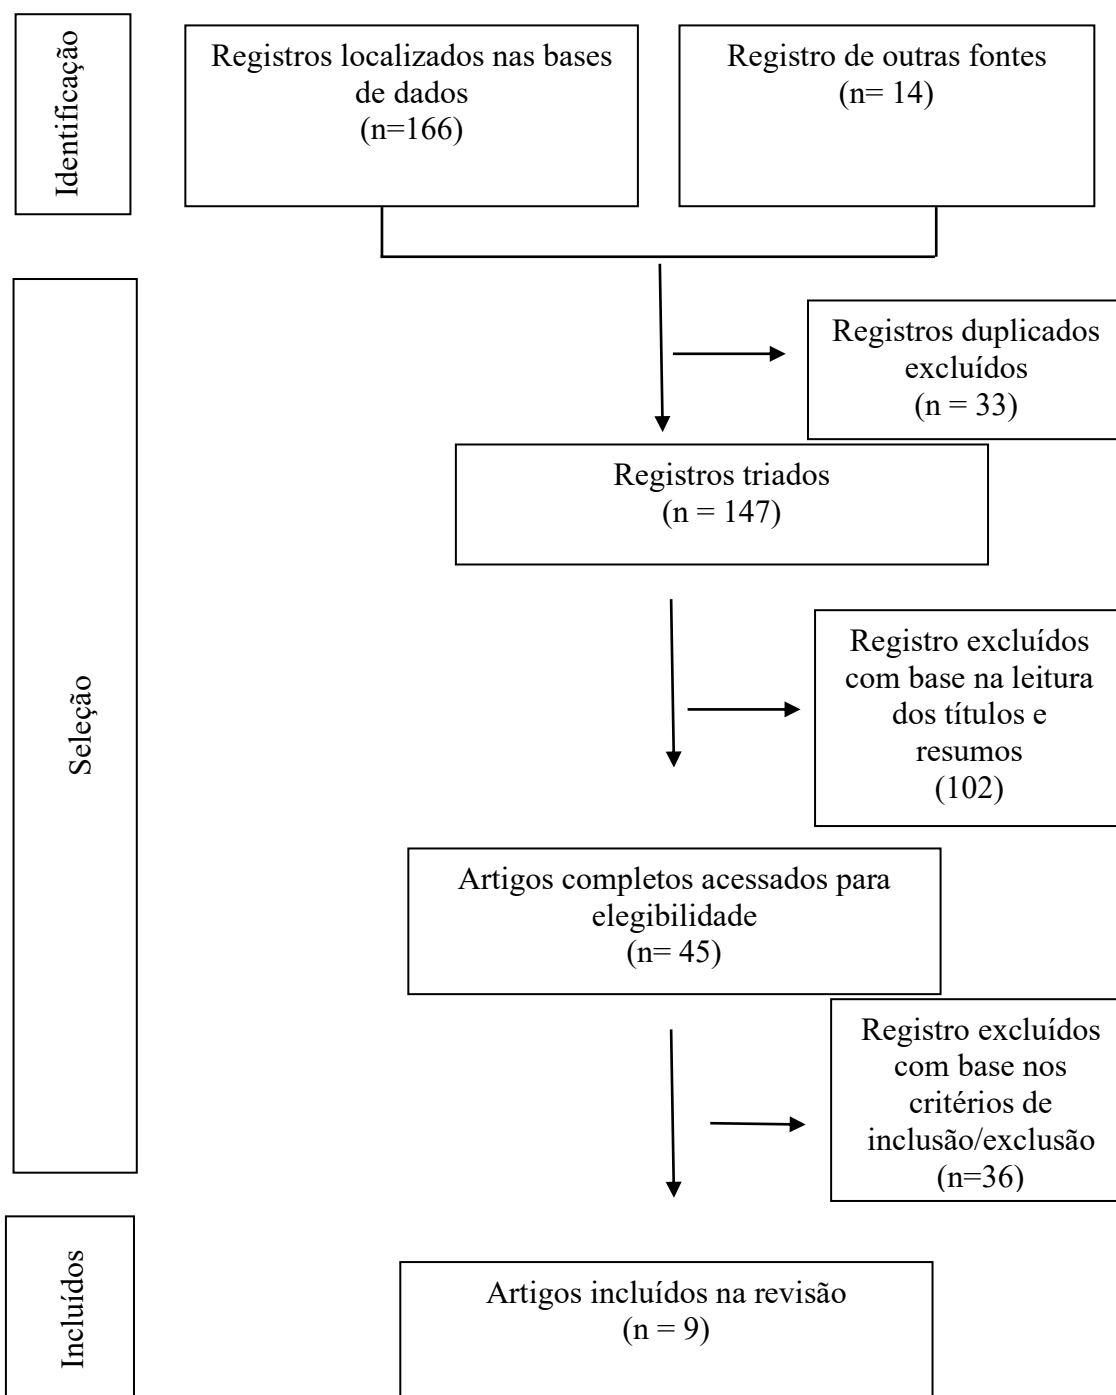 Identificação
Registros localizados nas bases
de dados
(n=166)
Registro de outras fontes
(n= 14)
Seleção
Registros duplicados
excluídos
(n = 33)
Registros triados
(n = 147)
Registro excluídos
com base na leitura
dos títulos e
resumos
(102)
Artigos completos acessados para
elegibilidade
(n= 45)
Registro excluídos
com base nos
critérios de
inclusão/exclusão
(n=36)
Incluídos
Artigos incluídos na revisão
(n = 9)